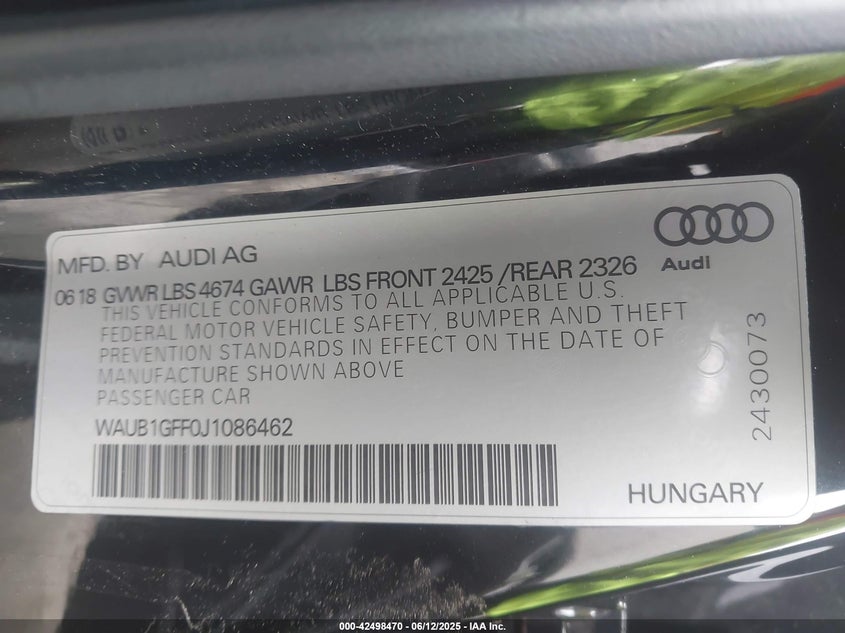 MFD. BY AUDI AG
Audi
06 18 GVWR LBS 4674 GAWR LBS FRONT 2425 /REAR 2326
THIS VEHICLE CONFORMS TO ALL APPLICABLE U.S.
FEDERAL MOTOR VEHICLE SAFETY, BUMPER AND THEFT
PREVENTION STANDARDS IN EFFECT ON THE DATE OF
MANUFACTURE SHOWN ABOVE
PASSENGER CAR
WAUB1GFF0J1086462
2430073
HUNGARY
000-42498470 - 06/12/2025 - IAA Inc.